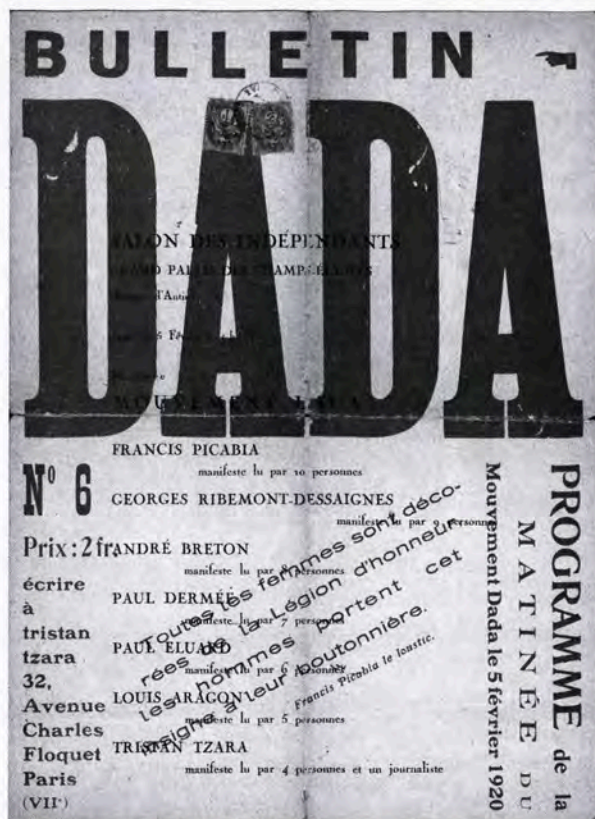 BULLETIN
DADA
SALON DES INDÉPENDANTS
GRAND PALAIS DES CHAMPS-ÉLYSÉES
MOUVEMENT DADA
N° 6
Prix : 2 fr.
écrire
à
tristan
tzara
32,
Avenue
Charles
Floquet
Paris
(VIIe)
FRANCIS PICABIA
manifeste lu par 10 personnes
GEORGES RIBEMONT-DESSAIGNES
manifeste lu par 9 personnes
ANDRÉ BRETON
manifeste lu par 8 personnes
PAUL DERMÉE
manifeste lu par 7 personnes
PAUL ELUARD
manifeste lu par 6 personnes
LOUIS ARAGON
manifeste lu par 5 personnes
TRISTAN TZARA
manifeste lu par 4 personnes et un journaliste
Toutes les femmes sont déco-
rées de la Légion d'honneur
les hommes portent cet
insigne à leur boutonnière.
Francis Picabia le loustic.
PROGRAMME de la
MATINÉE DU
Mouvement Dada le 5 février 1920